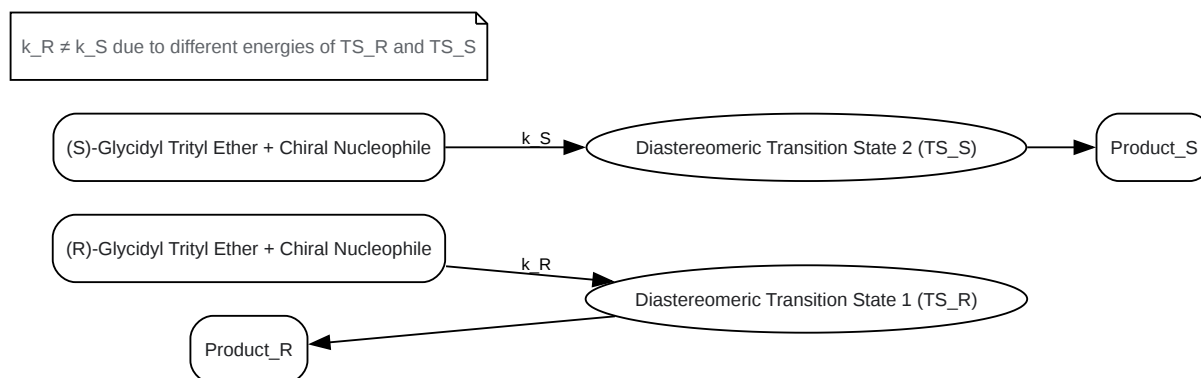 k_R ≠ k_S due to different energies of TS_R and TS_S
(S)-Glycidyl Trityl Ether + Chiral Nucleophile
k_S
Diastereomeric Transition State 2 (TS_S)
Product_S
(R)-Glycidyl Trityl Ether + Chiral Nucleophile
k_R
Diastereomeric Transition State 1 (TS_R)
Product_R